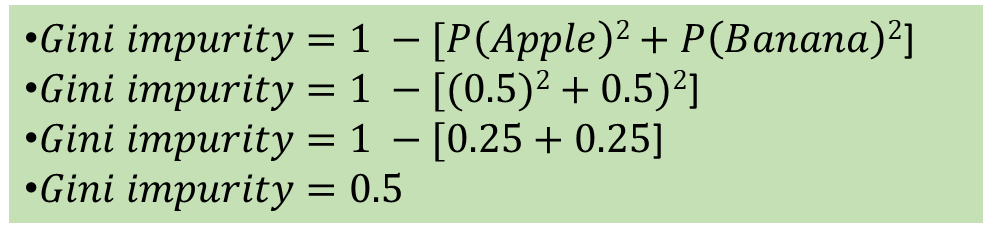 •Gini impurity = 1 − [P(Apple)² + P(Banana)²]
•Gini impurity = 1 − [(0.5)² + 0.5)²]
•Gini impurity = 1 − [0.25 + 0.25]
•Gini impurity = 0.5